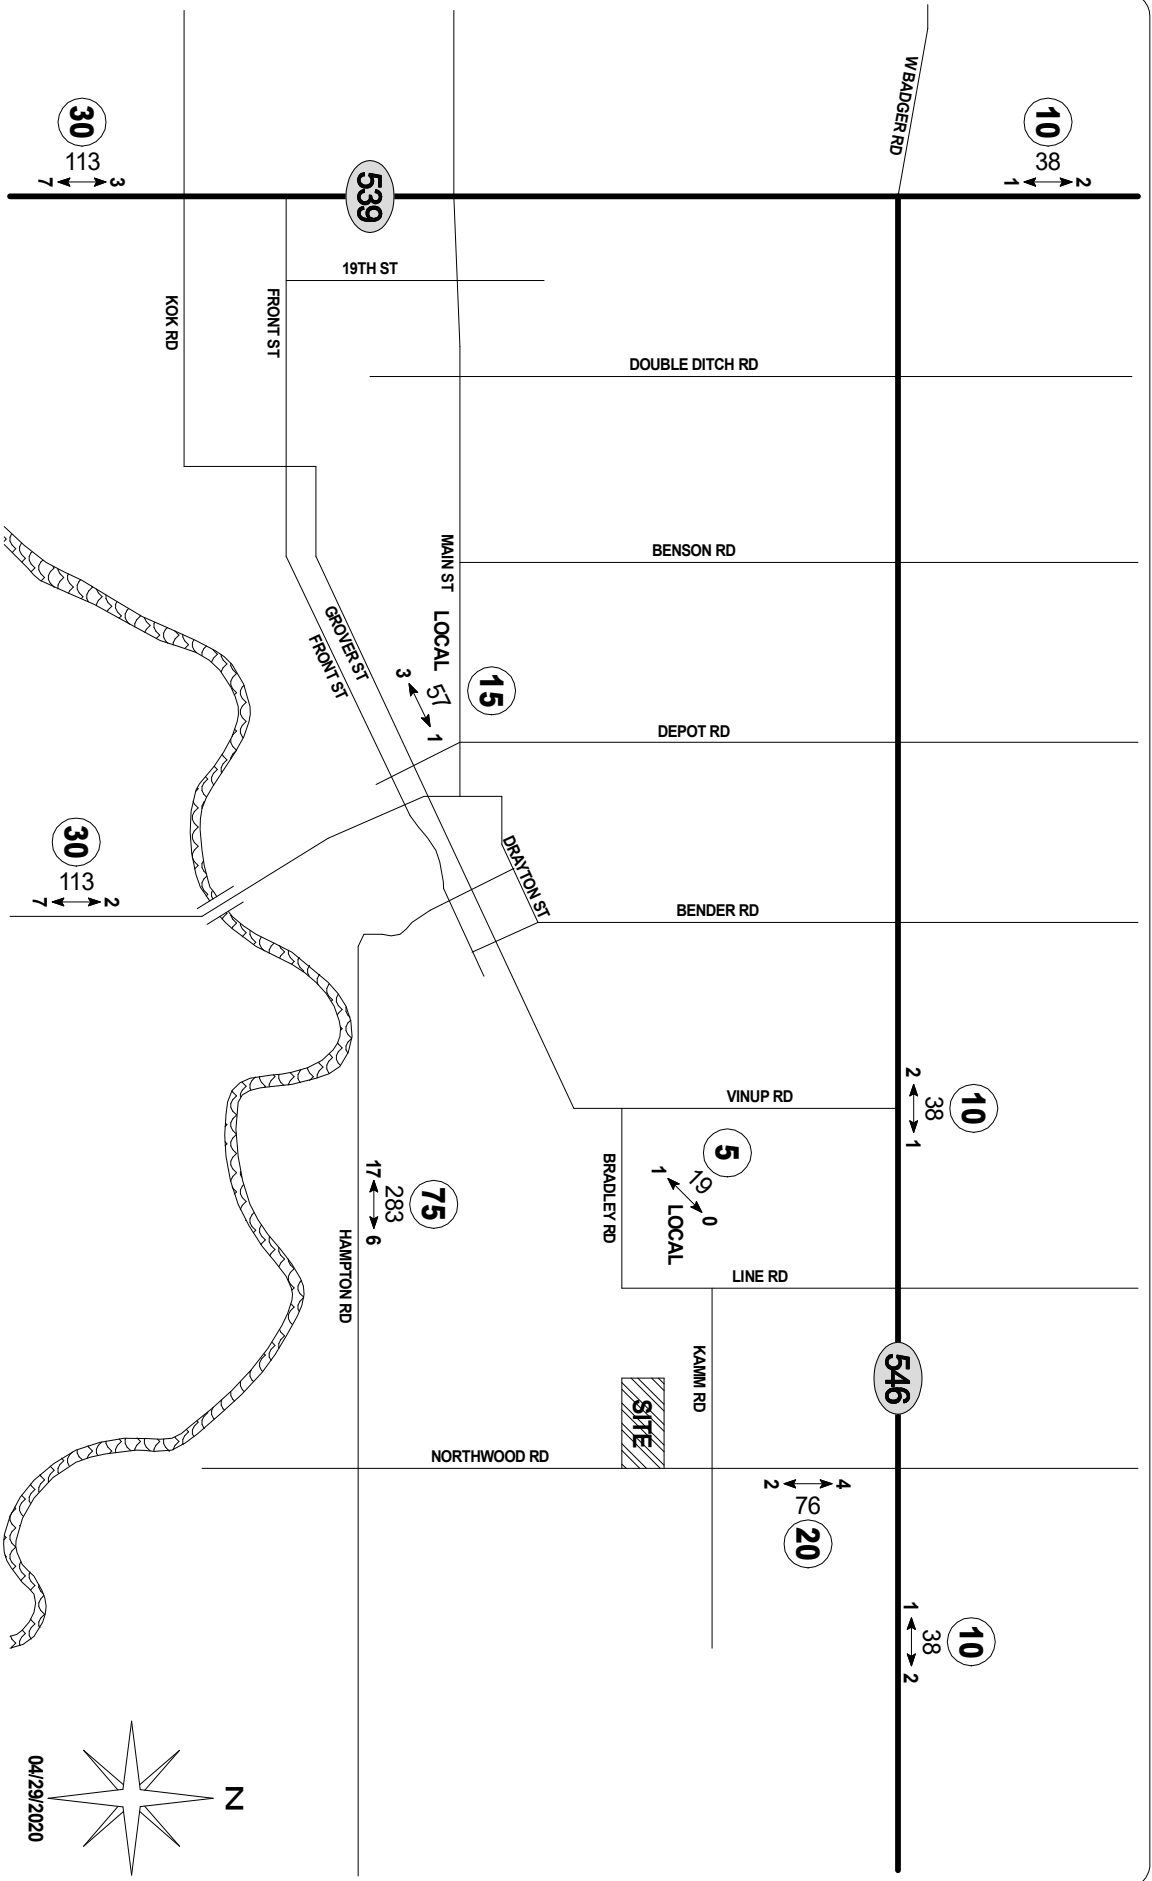 W BADGER RD
10
38
1
2
30
113
7
3
539
19TH ST
KOK RD
FRONT ST
DOUBLE DITCH RD
MAIN ST
BENSON RD
LOCAL
GROVER ST
FRONT ST
3
57
1
15
DEPOT RD
30
113
7
2
DRAYTON ST
BENDER RD
2
38
1
10
VINUP RD
5
19
1
0
LOCAL
BRADLEY RD
17
283
6
75
HAMPTON RD
LINE RD
KAMM RD
546
SITE
NORTHWOOD RD
2
4
76
20
1
38
2
10
N
04/29/2020